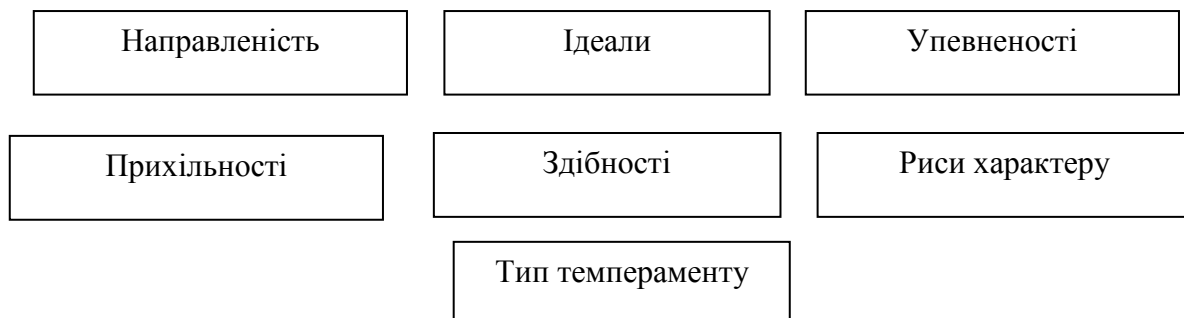 Направленість
Ідеали
Упевненості
Прихільності
Здібності
Риси характеру
Тип темпераменту